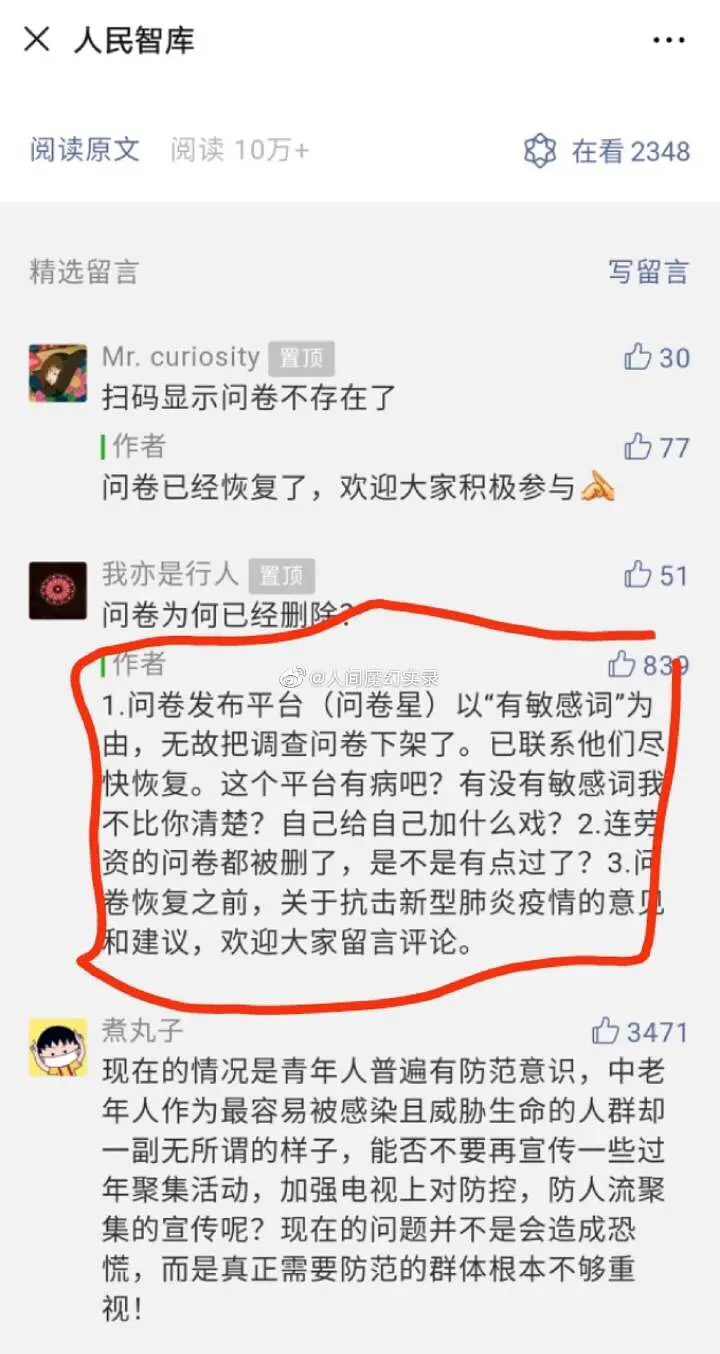 人民智库
阅读原文 阅读 10万+ 在看 2348
精选留言 写留言
Mr. curiosity 置顶 30
扫码显示问卷不存在了
作者 77
问卷已经恢复了，欢迎大家积极参与
我亦是行人 置顶 51
问卷为何已经删除？
作者 @人间魔幻实录 839
1.问卷发布平台（问卷星）以“有敏感词”为
由，无故把调查问卷下架了。已联系他们尽
快恢复。这个平台有病吧？有没有敏感词我
不比你清楚？自己给自己加什么戏？2.连劳
资的问卷都被删了，是不是有点过了？3.问
卷恢复之前，关于抗击新型肺炎疫情的意见
和建议，欢迎大家留言评论。
煮丸子 3471
现在的情况是青年人普遍有防范意识，中老
年人作为最容易被感染且威胁生命的人群却
一副无所谓的样子，能否不要再宣传一些过
年聚集活动，加强电视上对防控，防人流聚
集的宣传呢？现在的问题并不是会造成恐
慌，而是真正需要防范的群体根本不够重
视！